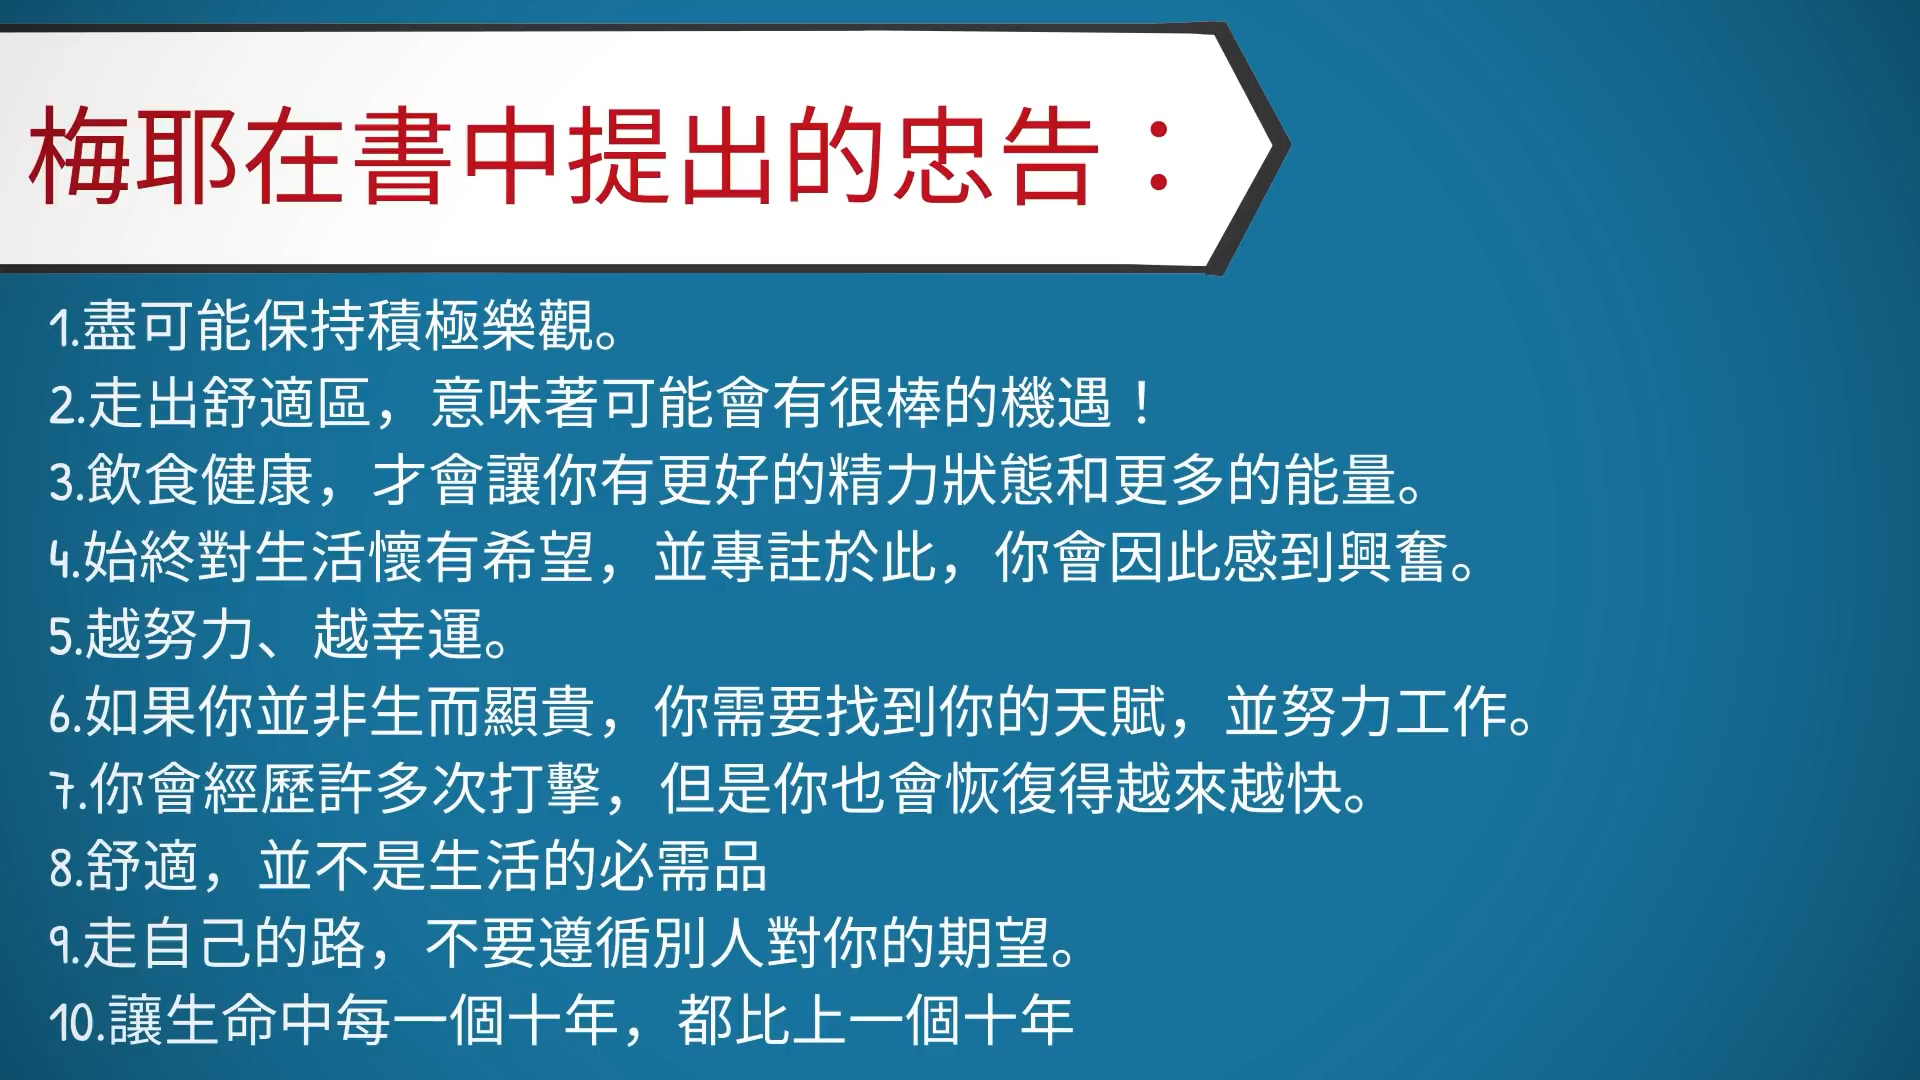 梅耶在書中提出的忠告：
1.盡可能保持積極樂觀。
2.走出舒適區，意味著可能會有很棒的機遇！
3.飲食健康，才會讓你有更好的精力狀態和更多的能量。
4.始終對生活懷有希望，並專註於此，你會因此感到興奮。
5.越努力、越幸運。
6.如果你並非生而顯貴，你需要找到你的天賦，並努力工作。
7.你會經歷許多次打擊，但是你也會恢復得越來越快。
8.舒適，並不是生活的必需品
9.走自己的路，不要遵循別人對你的期望。
10.讓生命中每一個十年，都比上一個十年